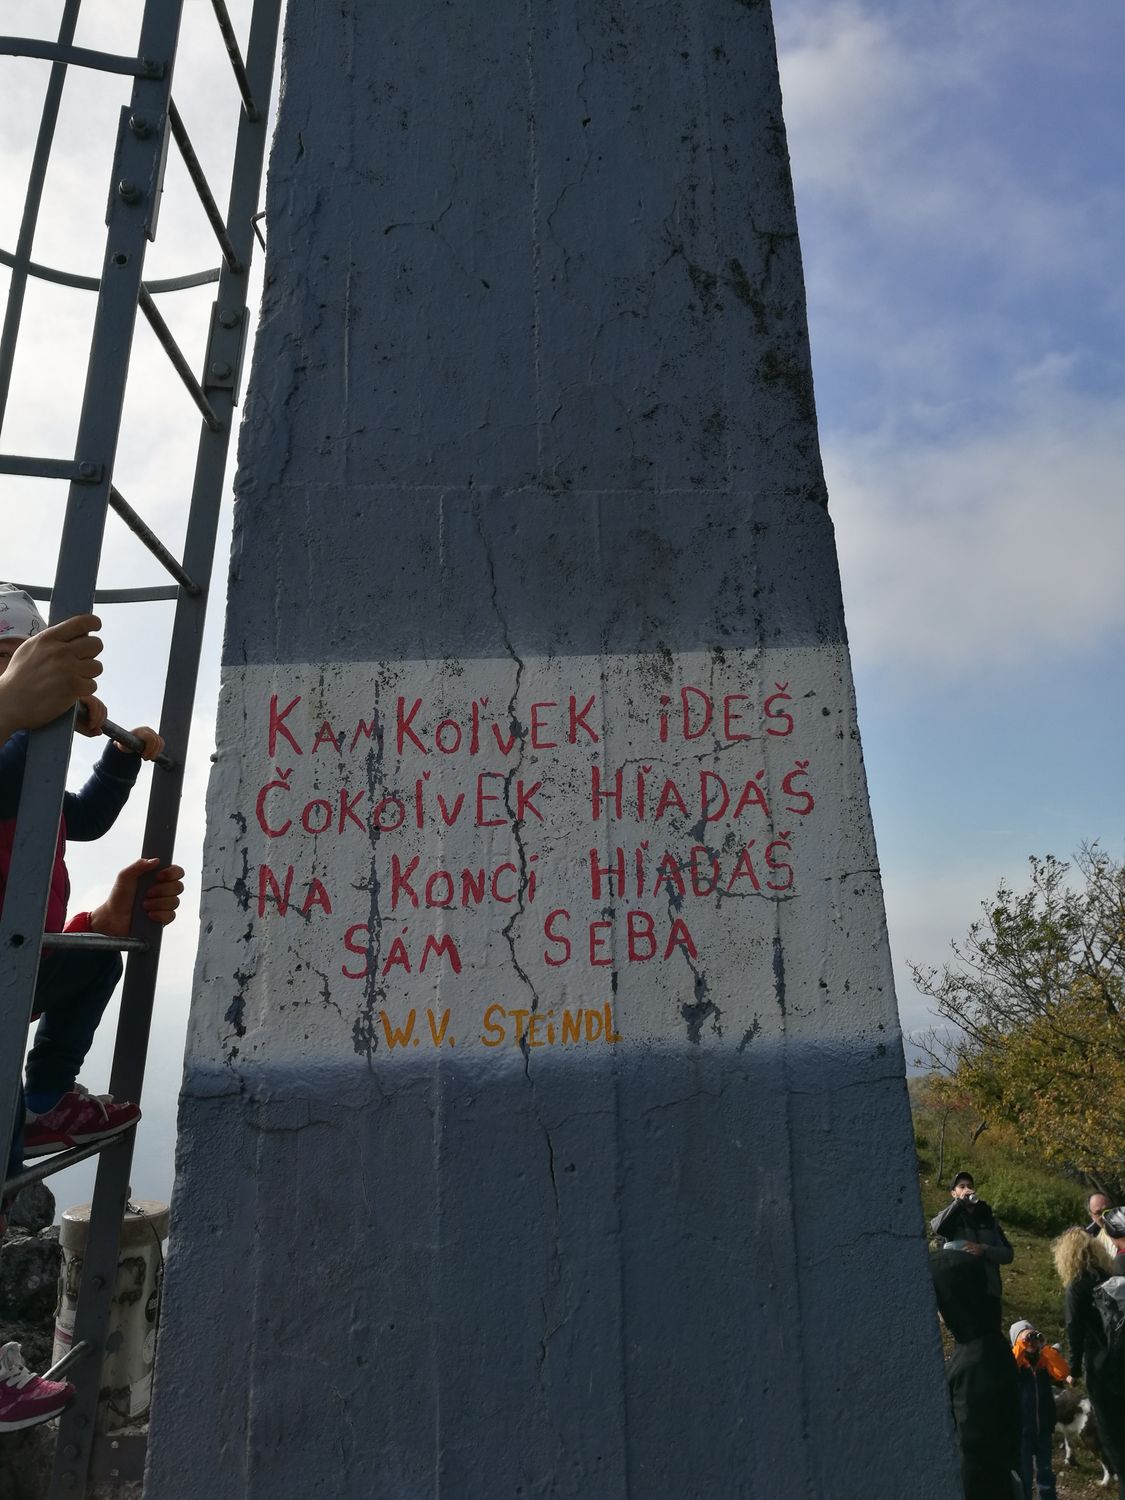 KAMKOĽVEK iDEŠ
ČOKOĽVEK HĽADÁŠ
NA KONCi HĽADÁŠ
SÁM SEBA
W.V. STEiNDL